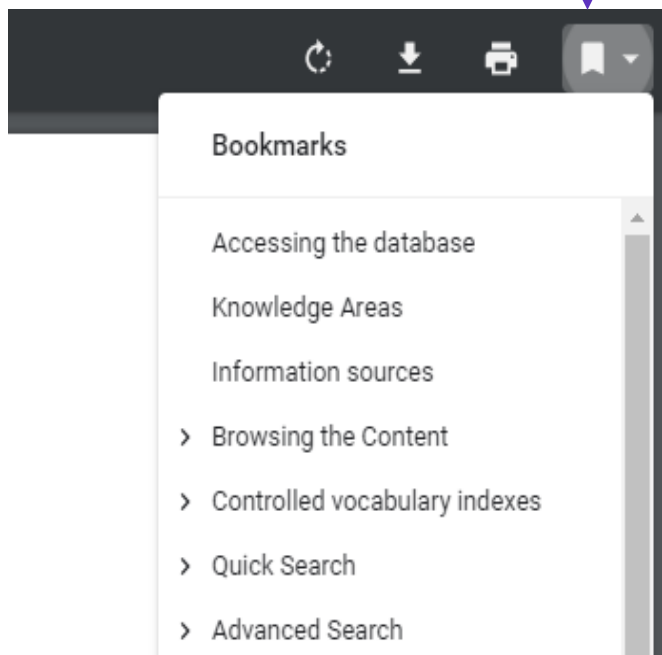 Bookmarks
Accessing the database
Knowledge Areas
Information sources
Browsing the Content
Controlled vocabulary indexes
Quick Search
Advanced Search